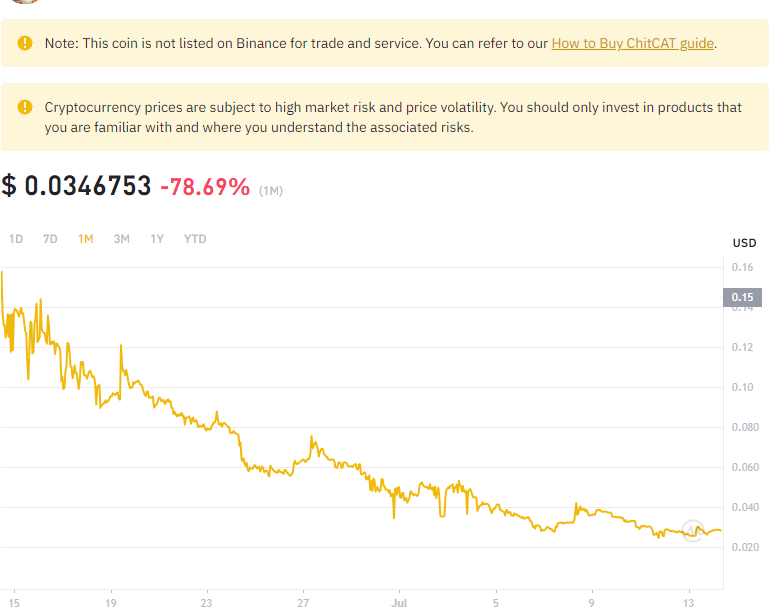 Note: This coin is not listed on Binance for trade and service. You can refer to our How to Buy ChitCAT guide.
Cryptocurrency prices are subject to high market risk and price volatility. You should only invest in products that
you are familiar with and where you understand the associated risks.
$ 0.0346753 -78.69% (1M)
1D 7D 1M 3M 1Y YTD
USD
0.16
0.15
0.14
0.12
0.10
0.080
0.060
0.040
0.020
15 19 23 27 Jul 5 9 13